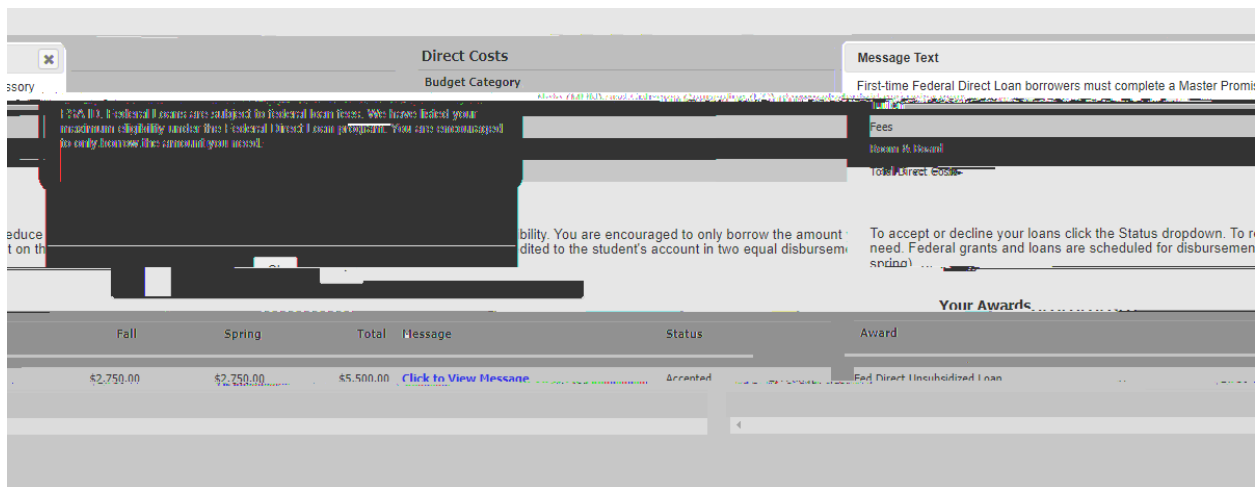 Direct Costs
Message Text
ssory
Budget Category
First-time Federal Direct Loan borrowers must complete a Master Promis
FSA ID. Federal Loans are subject to federal loan fees. We have listed your
maximum eligibility under the Federal Direct Loan program. You are encouraged
to only borrow the amount you need.
Fees
Room & Board
Total Direct Costs
educe
bility. You are encouraged to only borrow the amount
To accept or decline your loans click the Status dropdown. To re
t on th
dited to the student's account in two equal disburseme
need. Federal grants and loans are scheduled for disbursemen
spring)
Your Awards
Fall Spring Total Message Status Award
$2,750.00 $2,750.00 $5,500.00 Click to View Message Accepted Fed Direct Unsubsidized Loan